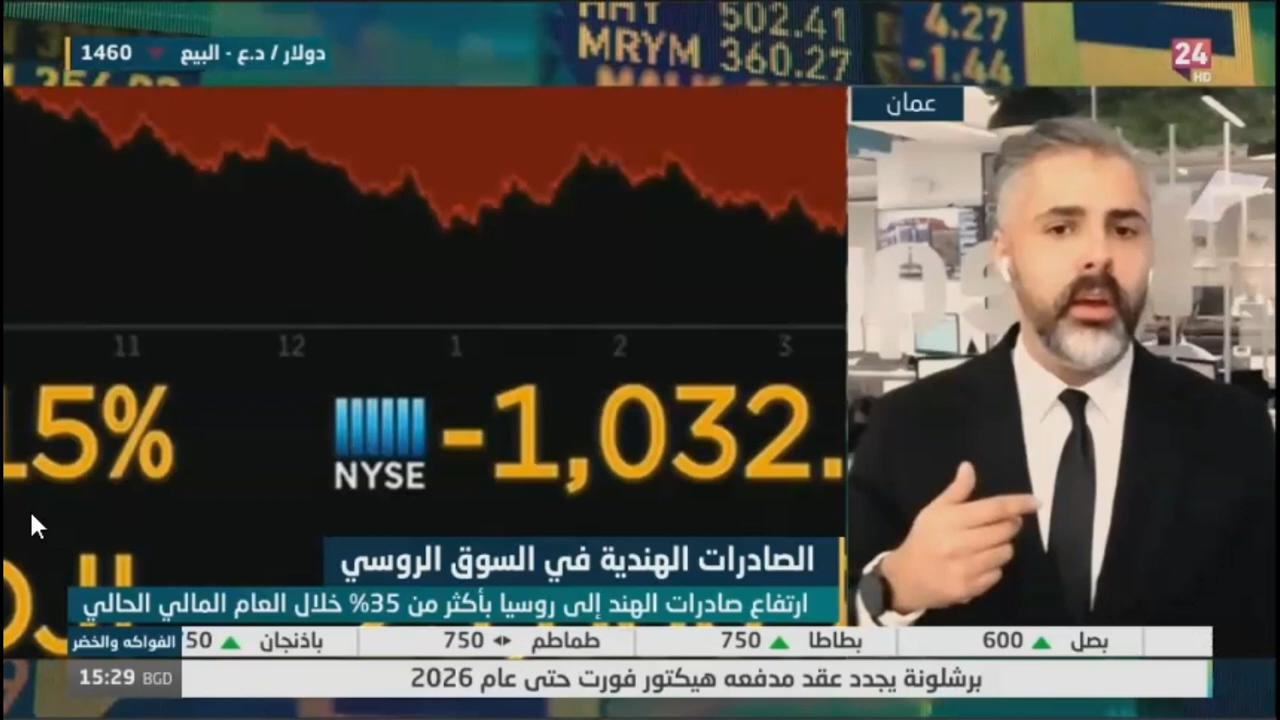 HHY 502.41 4.27
MRYM 360.27 -1.44
دولار / د.ع - البيع 1460
24
HD
عمان
11 12 1 2 3
15%
NYSE -1,032.
الصادرات الهندية في السوق الروسي
ارتفاع صادرات الهند إلى روسيا بأكثر من 35% خلال العام المالي الحالي
الفواكه والخضر
بصل 600 بطاطا 750 طماطم 750 باذنجان 50
15:29 BGD
برشلونة يجدد عقد مدفعه هيكتور فورت حتى عام 2026